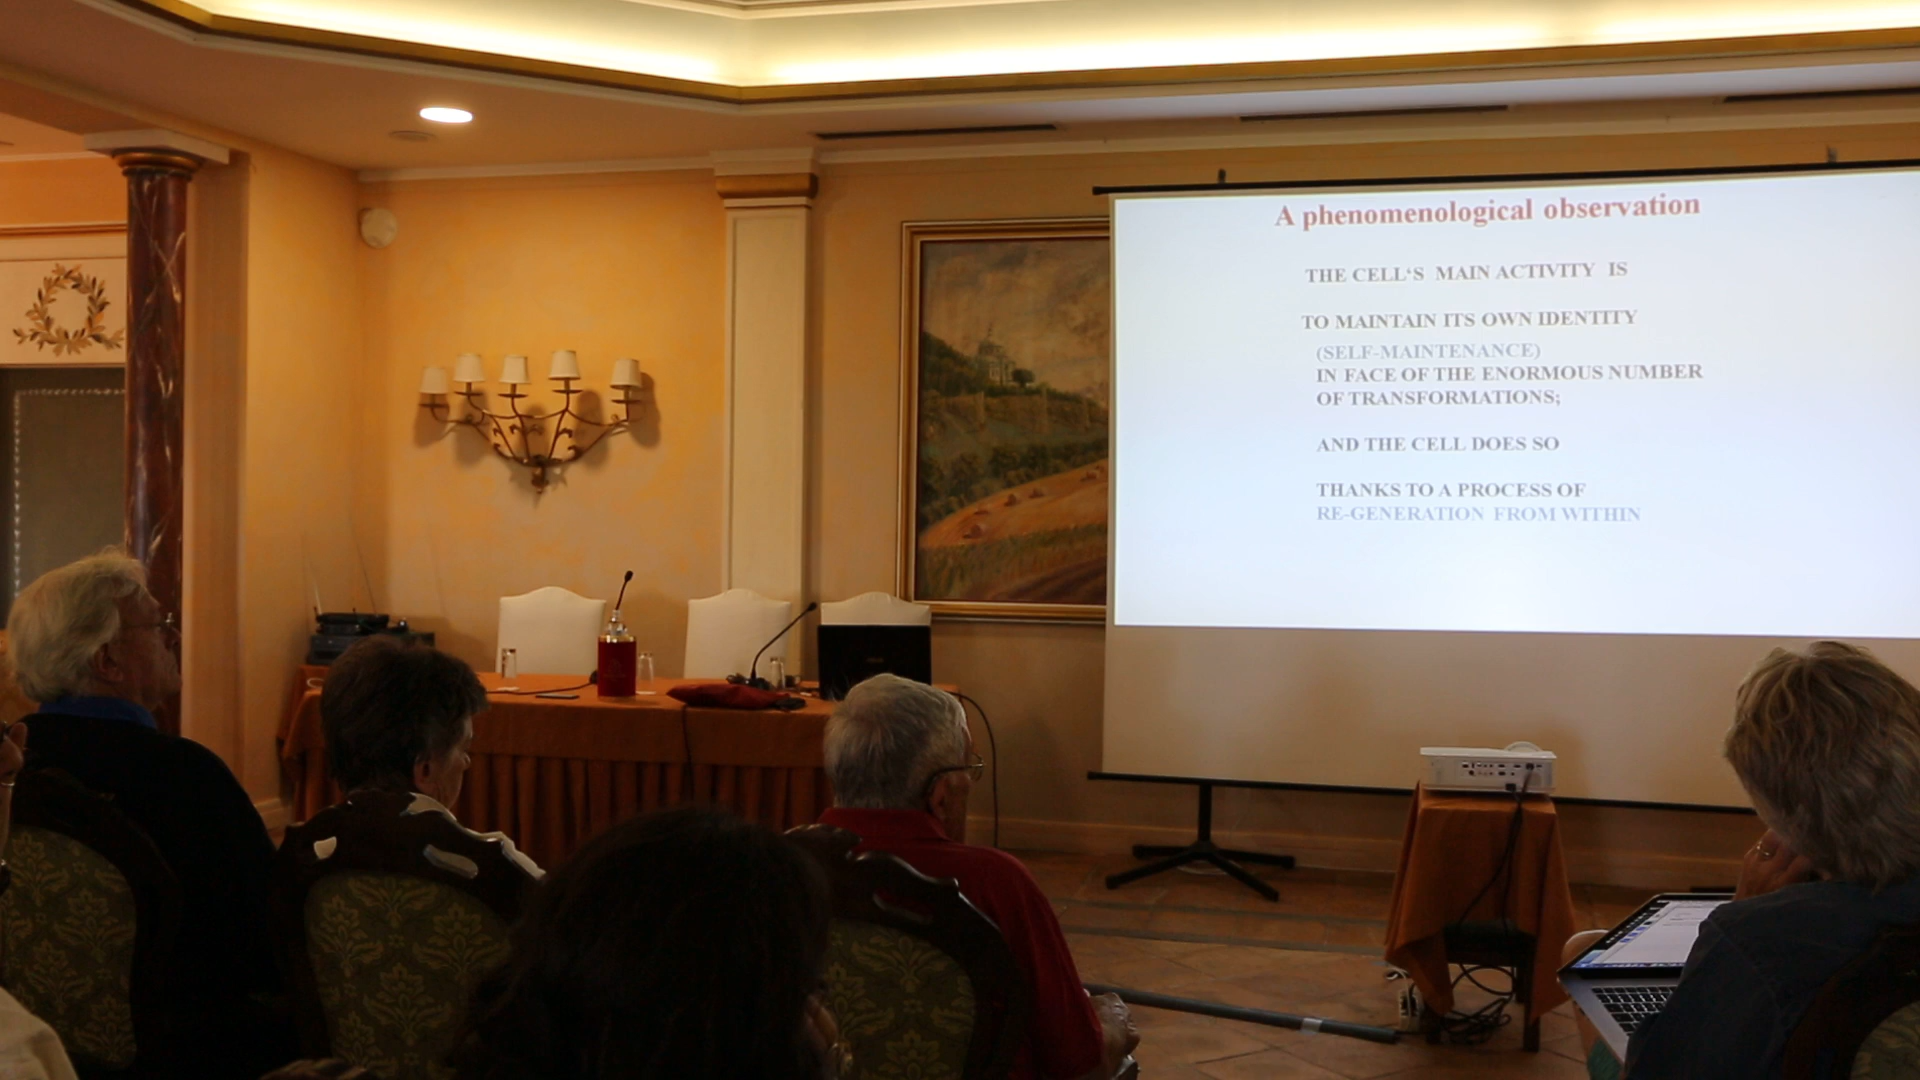 A phenomenological observation
THE CELL‘S MAIN ACTIVITY IS
TO MAINTAIN ITS OWN IDENTITY
(SELF-MAINTENANCE)
IN FACE OF THE ENORMOUS NUMBER
OF TRANSFORMATIONS;
AND THE CELL DOES SO
THANKS TO A PROCESS OF
RE-GENERATION FROM WITHIN